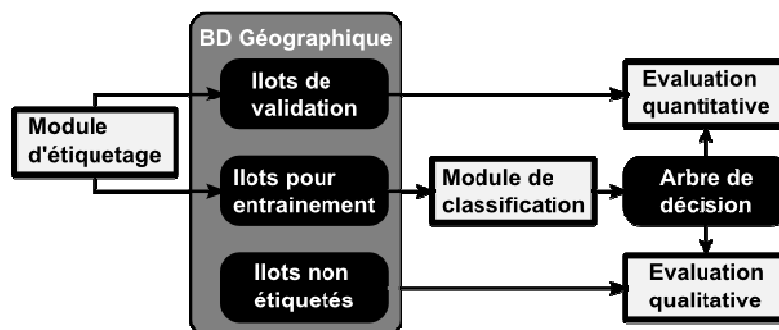 BD Géographique
Ilots de
validation
Evaluation
quantitative
Module
d'étiquetage
Ilots pour
entrainement
Module de
classification
Arbre de
décision
Ilots non
étiquetés
Evaluation
qualitative